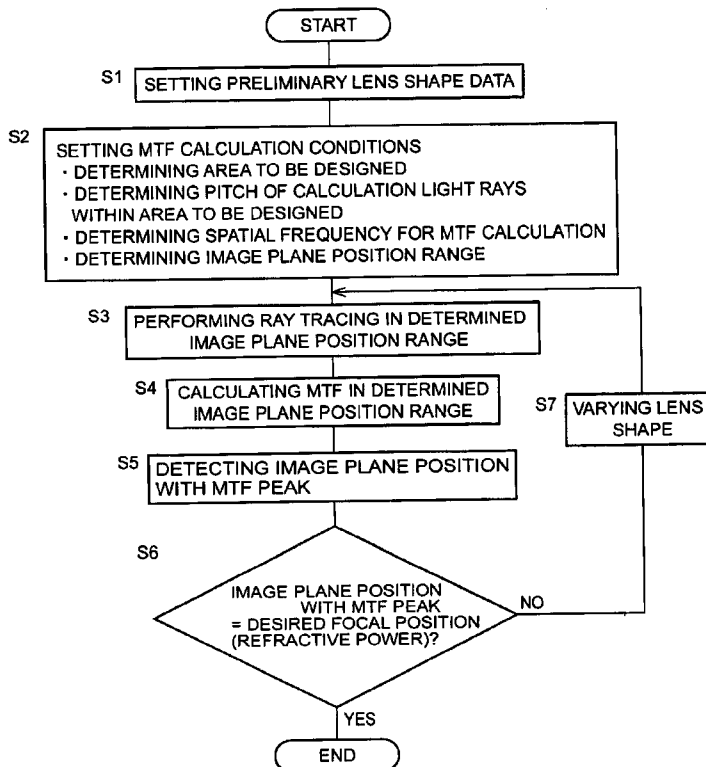 START
S1
SETTING PRELIMINARY LENS SHAPE DATA
S2
SETTING MTF CALCULATION CONDITIONS
· DETERMINING AREA TO BE DESIGNED
· DETERMINING PITCH OF CALCULATION LIGHT RAYS
WITHIN AREA TO BE DESIGNED
· DETERMINING SPATIAL FREQUENCY FOR MTF CALCULATION
· DETERMINING IMAGE PLANE POSITION RANGE
S3
PERFORMING RAY TRACING IN DETERMINED
IMAGE PLANE POSITION RANGE
S4
CALCULATING MTF IN DETERMINED
IMAGE PLANE POSITION RANGE
S7
VARYING LENS
SHAPE
S5
DETECTING IMAGE PLANE POSITION
WITH MTF PEAK
S6
IMAGE PLANE POSITION
WITH MTF PEAK
= DESIRED FOCAL POSITION
(REFRACTIVE POWER)?
NO
YES
END